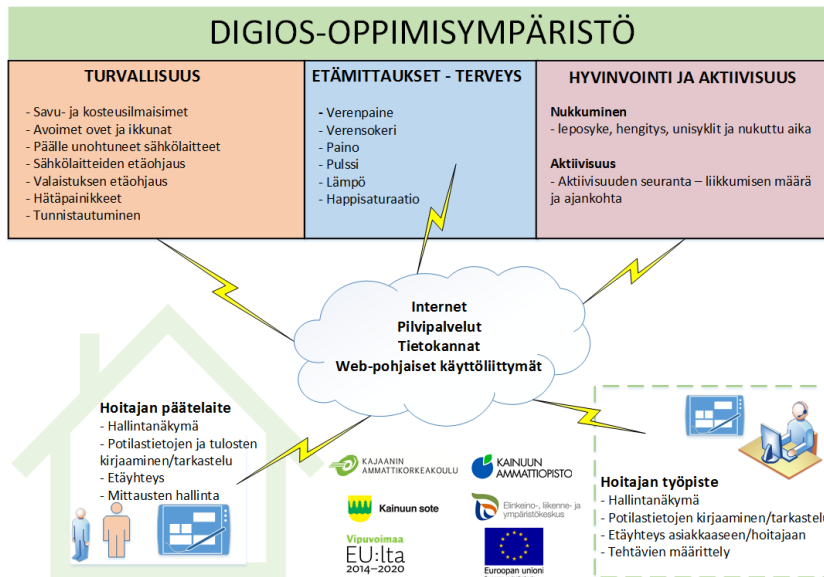 DIGIOS-OPPIMISYMPÄRISTÖ
TURVALLISUUS
- Savu- ja kosteusilmaisimet
- Avoimet ovet ja ikkunat
- Päälle unohtuneet sähkölaitteet
- Sähkölaitteiden etäohjaus
- Valaistuksen etäohjaus
- Hätäpainikkeet
- Tunnistautuminen
ETÄMITTAUKSET - TERVEYS
- Verenpaine
- Verensokeri
- Paino
- Pulssi
- Lämpö
- Happisaturaatio
HYVINVOINTI JA AKTIIVISUUS
Nukkuminen
- leposyke, hengitys, unisyklit ja nukuttu aika
Aktiivisuus
- Aktiivisuuden seuranta – liikkumisen määrä
ja ajankohta
Internet
Pilvipalvelut
Tietokannat
Web-pohjaiset käyttöliittymät
Hoitajan päätelaite
- Hallintanäkymä
- Potilastietojen ja tulosten
kirjaaminen/tarkastelu
- Etäyhteys
- Mittausten hallinta
KAJAANIN
AMMATTIKORKEAKOULU
KAINUUN
AMMATTIOPISTO
Kainuun sote
Elinkeino-, liikenne- ja
ympäristökeskus
Vipuvoimaa
EU:lta
2014–2020
Euroopan unioni
Hoitajan työpiste
- Hallintanäkymä
- Potilastietojen kirjaaminen/tarkastelu
- Etäyhteys asiakkaaseen/hoitajaan
- Tehtävien määrittely